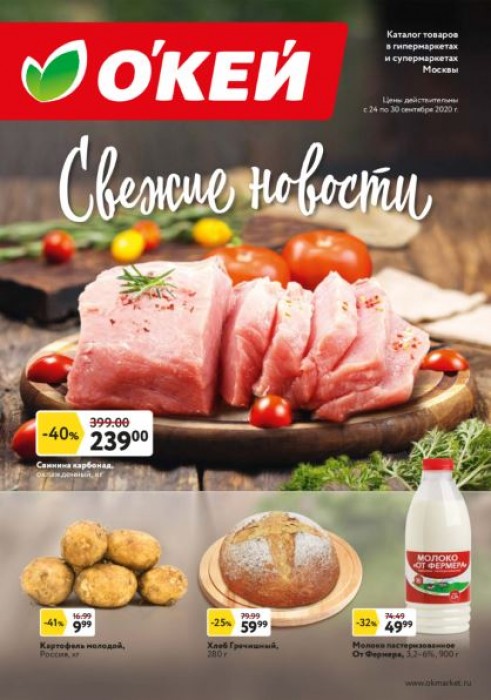 О'КЕЙ
Каталог товаров
в гипермаркетах
и супермаркетах
Москвы
Цены действительны
с 24 по 30 сентября 2020 г.
Свежие новости
-40%
399.00
239 00
Свинина карбонад,
охлажденный, кг
-41%
16.99
9 99
Картофель молодой,
Россия, кг
-25%
79.99
59 99
Хлеб Гречишный,
280 г
МОЛОКО
«ОТ ФЕРМЕРА»
-32%
74.49
49 99
Молоко пастеризованное
От Фермера, 3,2-6%, 900 г
www.okmarket.ru